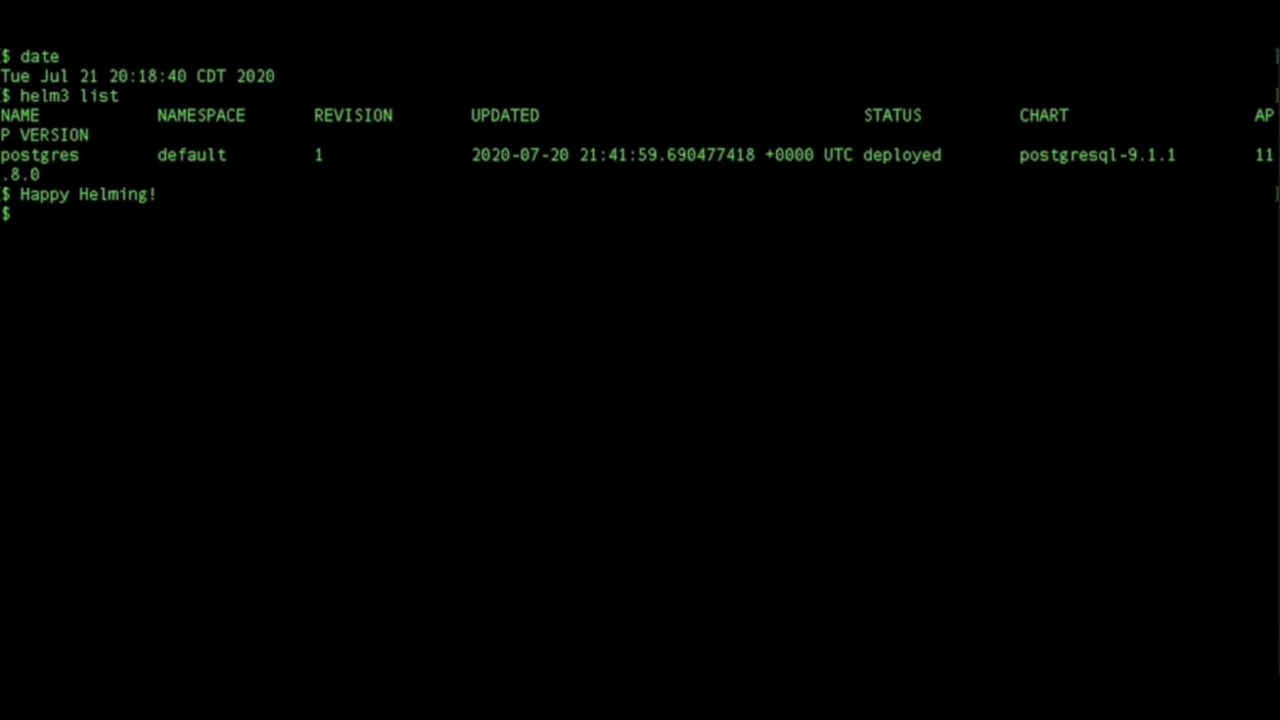 $ date
Tue Jul 21 20:18:40 CDT 2020
$ helm3 list
NAME NAMESPACE REVISION UPDATED STATUS CHART AP
P VERSION
postgres default 1 2020-07-20 21:41:59.690477418 +0000 UTC deployed postgresql-9.1.1 11
.8.0
$ Happy Helming!
$